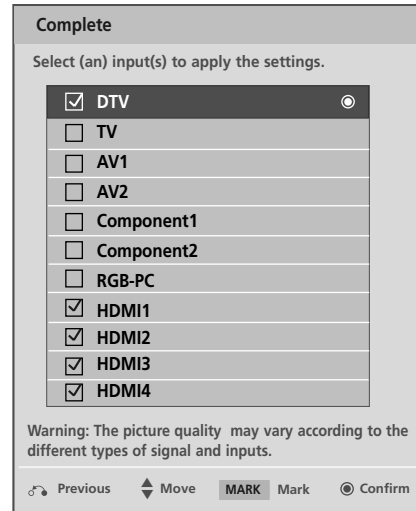 Complete
Select (an) input(s) to apply the settings.
DTV
TV
AV1
AV2
Component1
Component2
RGB-PC
HDMI1
HDMI2
HDMI3
HDMI4
Warning: The picture quality may vary according to the
different types of signal and inputs.
Previous Move MARK Mark Confirm